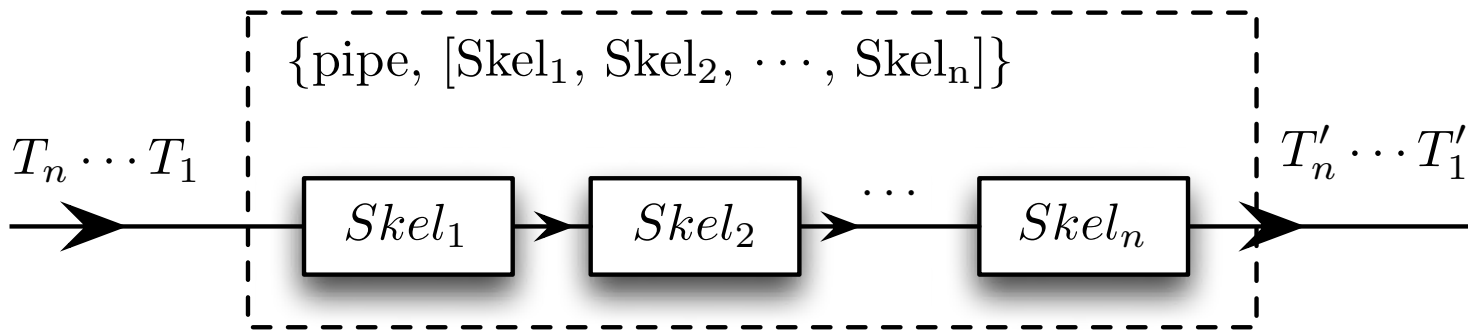 {pipe, [Skel₁, Skel₂, ⋯, Skelₙ]}
Tₙ ⋯ T₁
T′ₙ ⋯ T′₁
Skel₁
Skel₂
⋯
Skelₙ